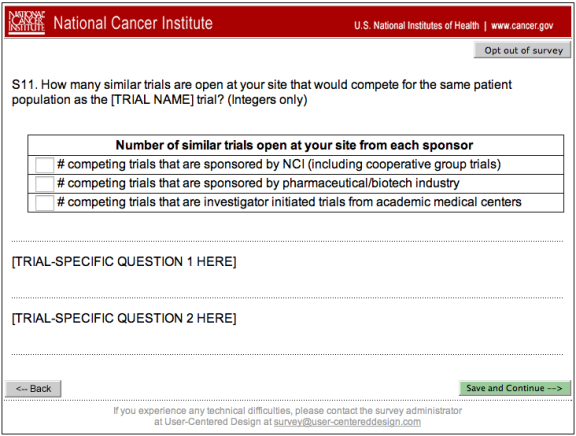 NATIONAL
CANCER
INSTITUTE
National Cancer Institute
U.S. National Institutes of Health | www.cancer.gov
Opt out of survey
S11. How many similar trials are open at your site that would compete for the same patient
population as the [TRIAL NAME] trial? (Integers only)
Number of similar trials open at your site from each sponsor
# competing trials that are sponsored by NCI (including cooperative group trials)
# competing trials that are sponsored by pharmaceutical/biotech industry
# competing trials that are investigator initiated trials from academic medical centers
[TRIAL-SPECIFIC QUESTION 1 HERE]
[TRIAL-SPECIFIC QUESTION 2 HERE]
<-- Back
Save and Continue -->
If you experience any technical difficulties, please contact the survey administrator
at User-Centered Design at survey@user-centereddesign.com